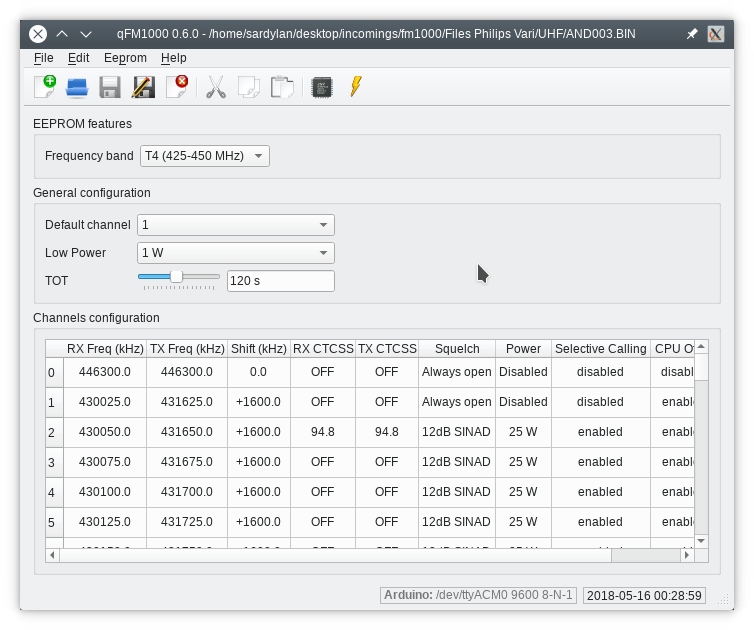 qFM1000 0.6.0 - /home/sardylan/desktop/incomings/fm1000/Files Philips Vari/UHF/AND003.BIN
File Edit Eeprom Help
EEPROM features
Frequency band T4 (425-450 MHz)
General configuration
Default channel 1
Low Power 1 W
TOT 120 s
Channels configuration
RX Freq (kHz) TX Freq (kHz) Shift (kHz) RX CTCSS TX CTCSS Squelch Power Selective Calling CPU O
0 446300.0 446300.0 0.0 OFF OFF Always open Disabled disabled disabl
1 430025.0 431625.0 +1600.0 OFF OFF Always open Disabled disabled enabl
2 430050.0 431650.0 +1600.0 94.8 94.8 12dB SINAD 25 W enabled enabl
3 430075.0 431675.0 +1600.0 OFF OFF 12dB SINAD 25 W enabled enabl
4 430100.0 431700.0 +1600.0 OFF OFF 12dB SINAD 25 W enabled enabl
5 430125.0 431725.0 +1600.0 OFF OFF 12dB SINAD 25 W enabled enabl
Arduino: /dev/ttyACM0 9600 8-N-1 2018-05-16 00:28:59